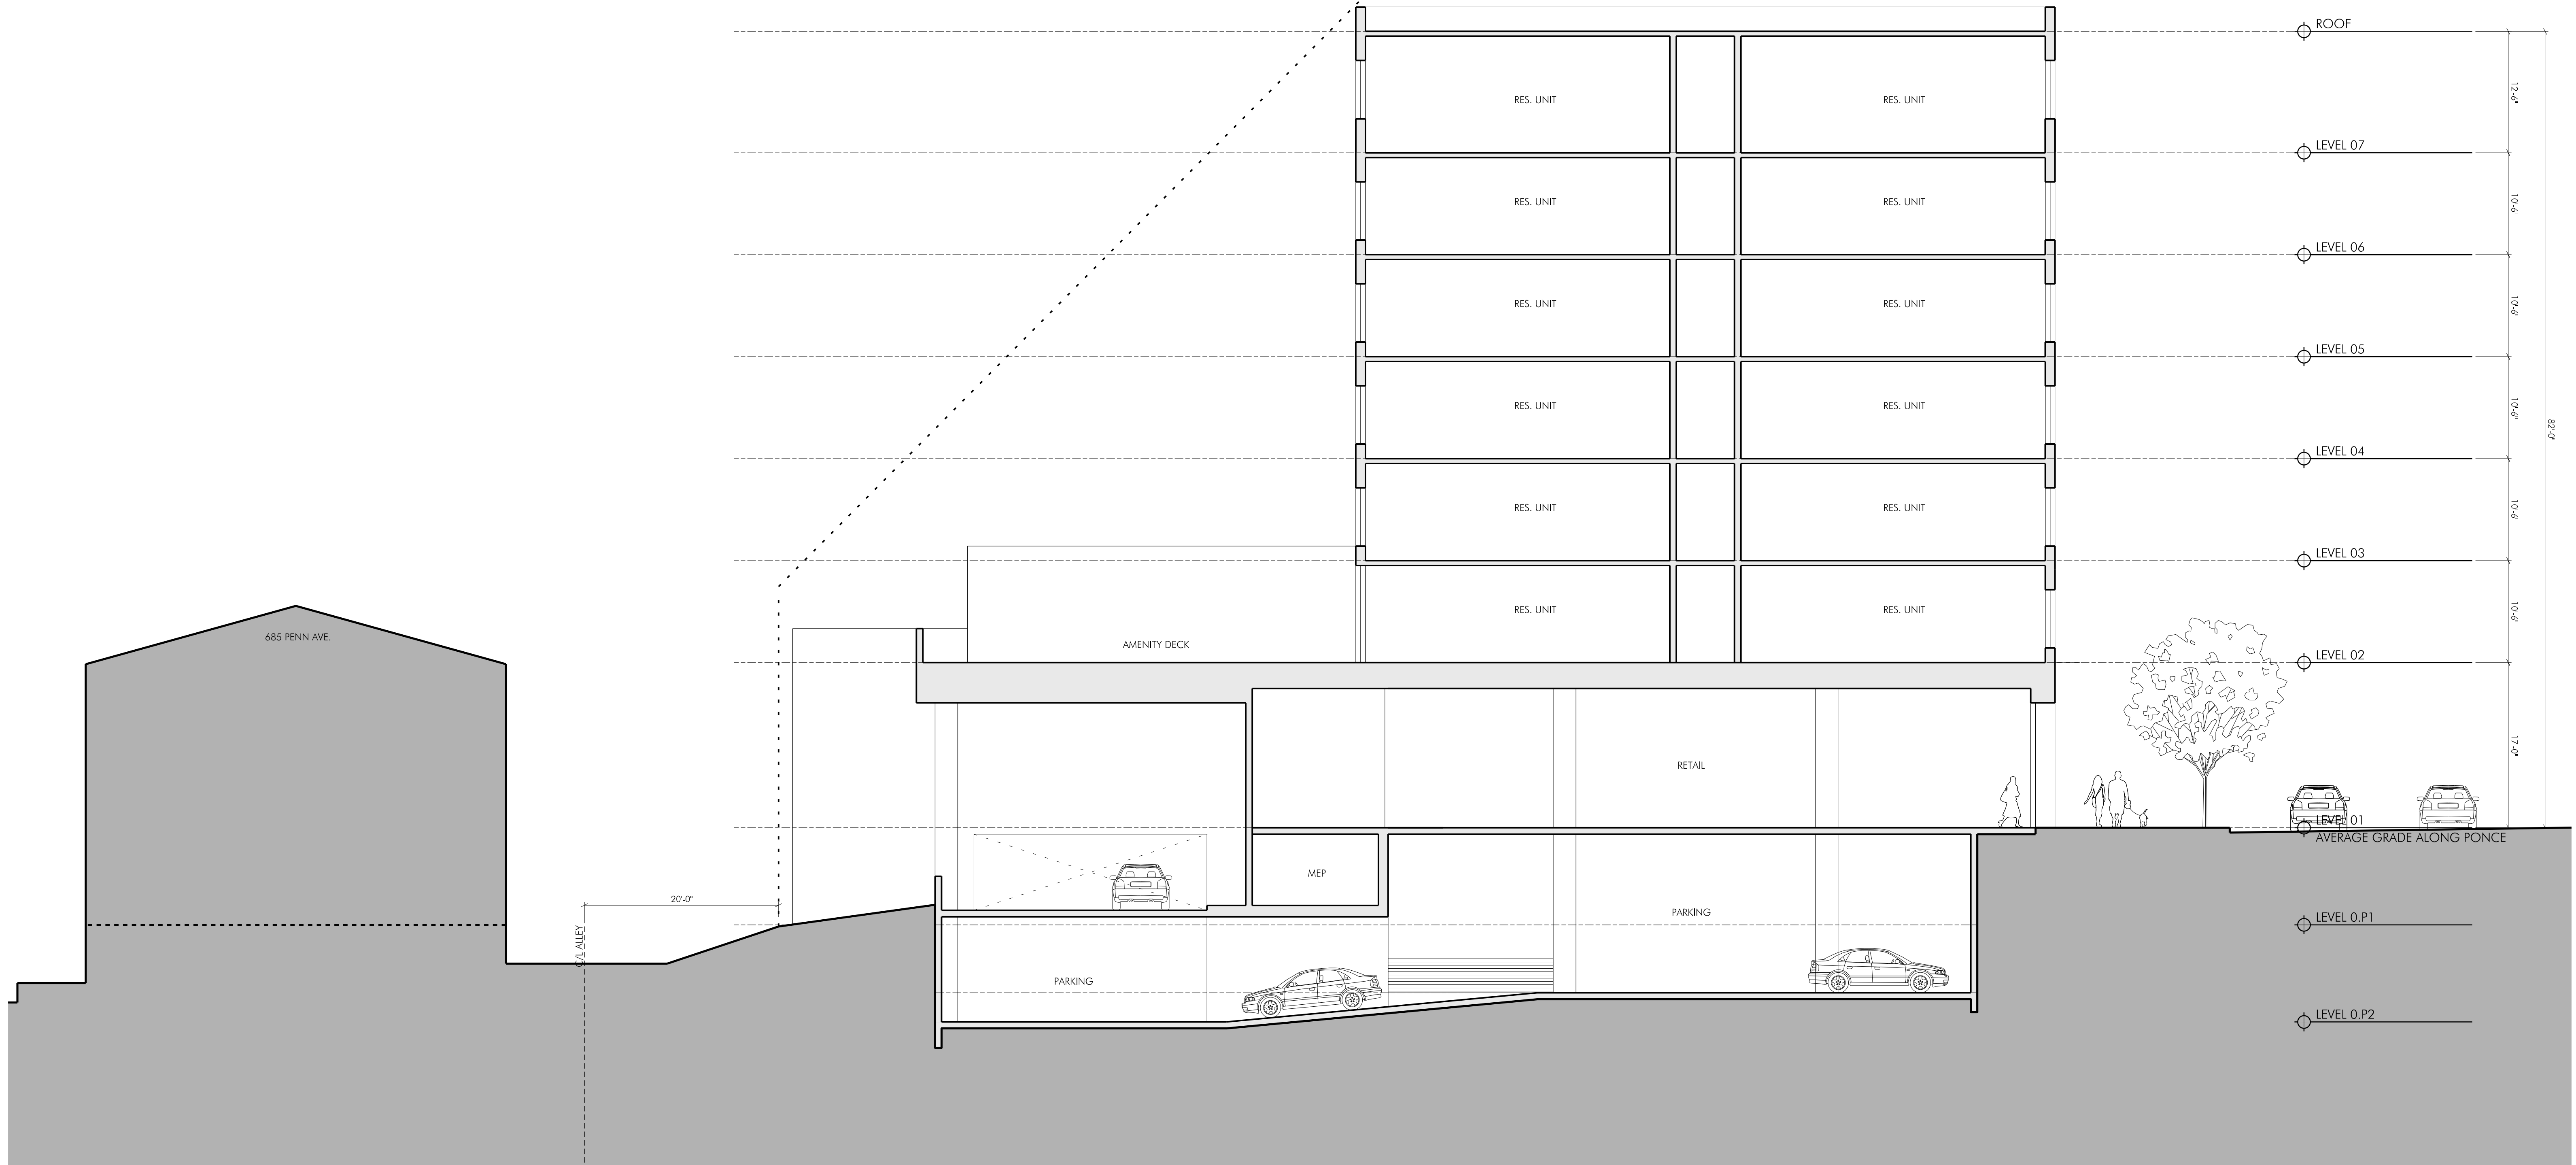 ROOF
12'-6"
RES. UNIT
RES. UNIT
LEVEL 07
10'-6"
RES. UNIT
RES. UNIT
LEVEL 06
10'-6"
RES. UNIT
RES. UNIT
LEVEL 05
10'-6"
RES. UNIT
RES. UNIT
82'-0"
LEVEL 04
10'-6"
RES. UNIT
RES. UNIT
LEVEL 03
10'-6"
RES. UNIT
RES. UNIT
685 PENN AVE.
AMENITY DECK
LEVEL 02
17'-0"
RETAIL
LEVEL 01
AVERAGE GRADE ALONG PONCE
MEP
20'-0"
PARKING
LEVEL 0.P1
C/L ALLEY
PARKING
LEVEL 0.P2